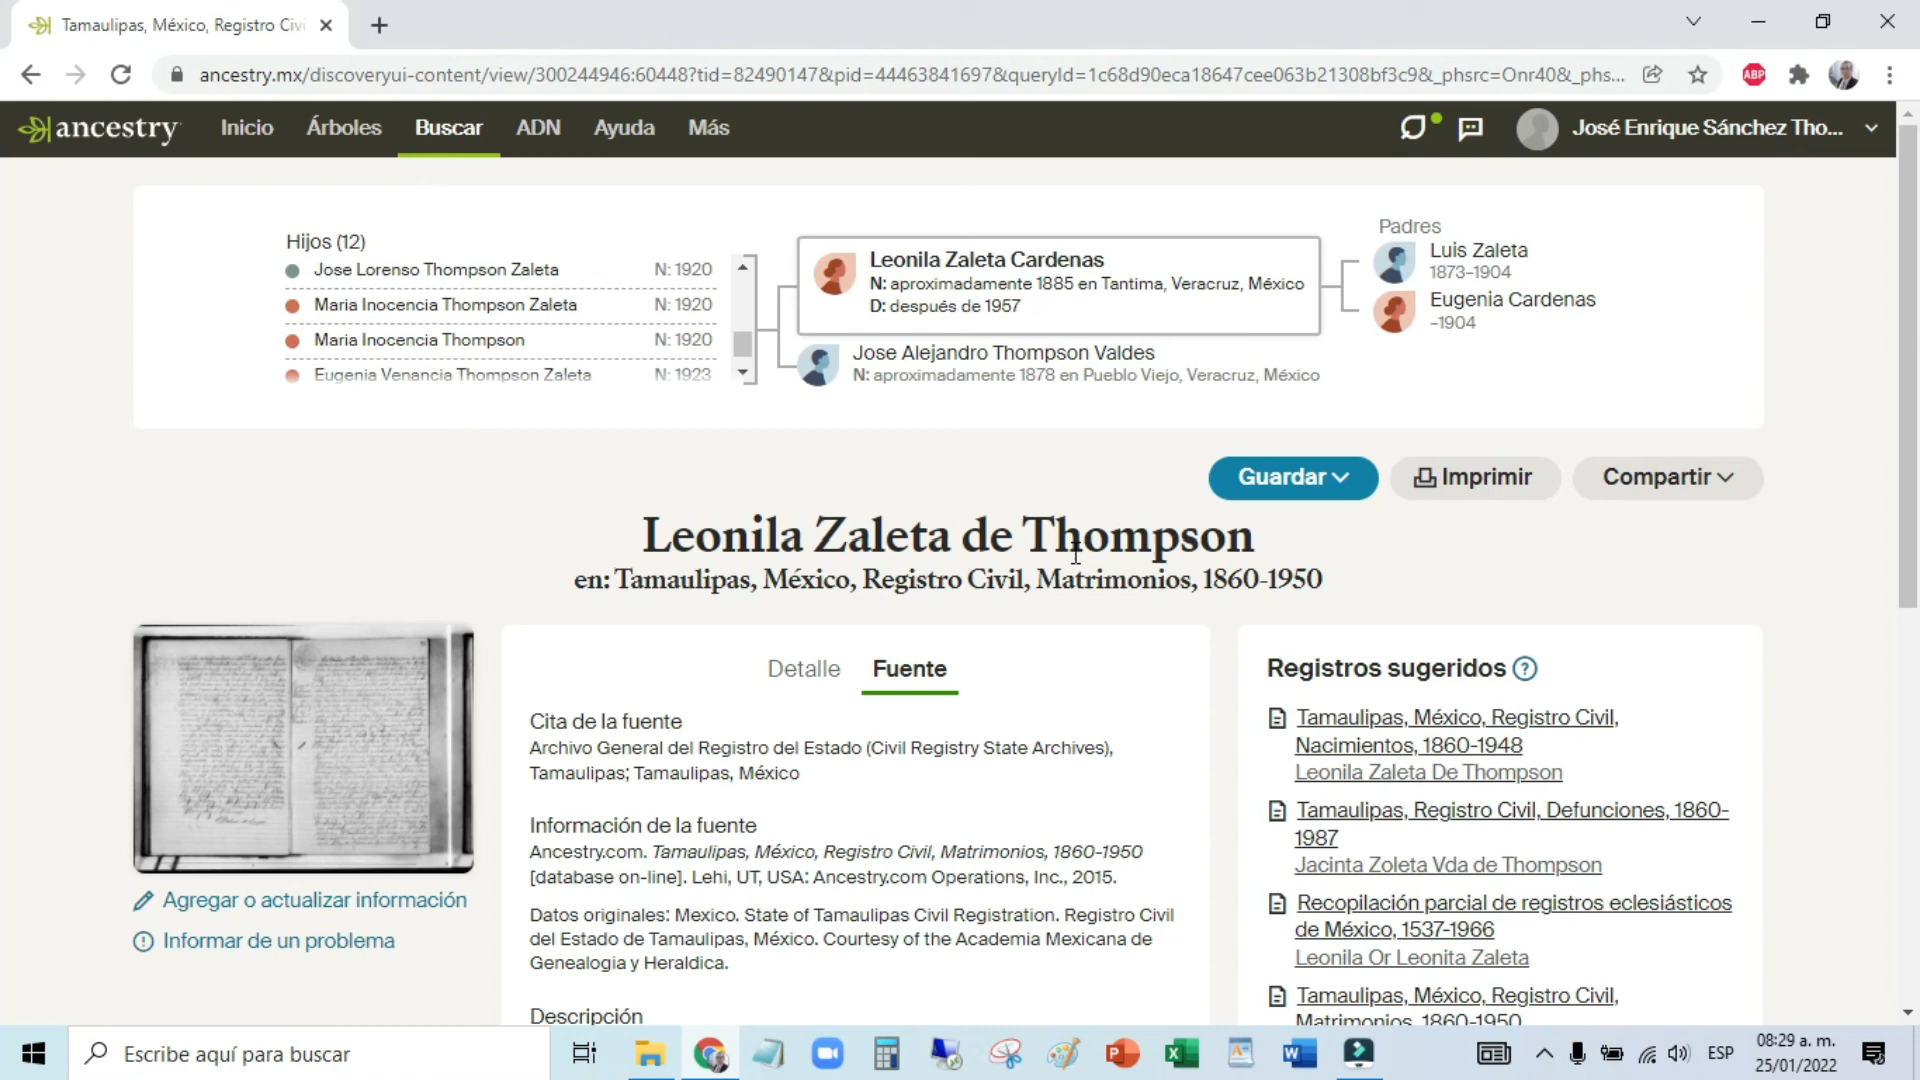 Tamaulipas, México, Registro Civi
ancestry.mx/discoveryui-content/view/300244946:60448?tid=82490147&pid=44463841697&queryId=1c68d90eca18647cee063b21308bf3c9&_phsrc=Onr40&_phs...
ABP
ancestry
Inicio
Árboles
Buscar
ADN
Ayuda
Más
José Enrique Sánchez Tho...
Hijos (12)
Jose Lorenso Thompson Zaleta N: 1920
Maria Inocencia Thompson Zaleta N: 1920
Maria Inocencia Thompson N: 1920
Eugenia Venancia Thompson Zaleta N: 1923
Leonila Zaleta Cardenas
N: aproximadamente 1885 en Tantima, Veracruz, México
D: después de 1957
Jose Alejandro Thompson Valdes
N: aproximadamente 1878 en Pueblo Viejo, Veracruz, México
Padres
Luis Zaleta
1873–1904
Eugenia Cardenas
–1904
Guardar
Imprimir
Compartir
Leonila Zaleta de Thompson
en: Tamaulipas, México, Registro Civil, Matrimonios, 1860-1950
Agregar o actualizar información
Informar de un problema
Detalle
Fuente
Cita de la fuente
Archivo General del Registro del Estado (Civil Registry State Archives),
Tamaulipas; Tamaulipas, México
Información de la fuente
Ancestry.com. Tamaulipas, México, Registro Civil, Matrimonios, 1860-1950
[database on-line]. Lehi, UT, USA: Ancestry.com Operations, Inc., 2015.
Datos originales: Mexico. State of Tamaulipas Civil Registration. Registro Civil
del Estado de Tamaulipas, México. Courtesy of the Academia Mexicana de
Genealogia y Heraldica.
Descripción
Registros sugeridos ?
Tamaulipas, México, Registro Civil,
Nacimientos, 1860-1948
Leonila Zaleta De Thompson
Tamaulipas, Registro Civil, Defunciones, 1860-
1987
Jacinta Zoleta Vda de Thompson
Recopilación parcial de registros eclesiásticos
de México, 1537-1966
Leonila Or Leonita Zaleta
Tamaulipas, México, Registro Civil,
Matrimonios, 1860-1950
Escribe aquí para buscar
ESP
08:29 a. m.
25/01/2022